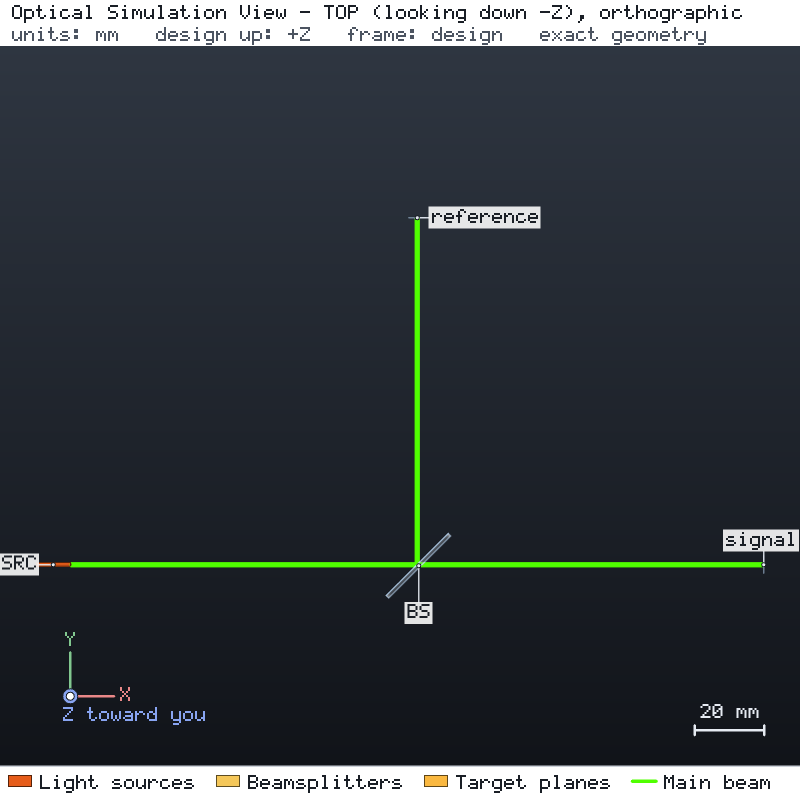 Optical Simulation View - TOP (looking down -Z), orthographic
units: mm   design up: +Z   frame: design   exact geometry
reference
signal
SRC
BS
Y
X
Z toward you
20 mm
Light sources
Beamsplitters
Target planes
Main beam